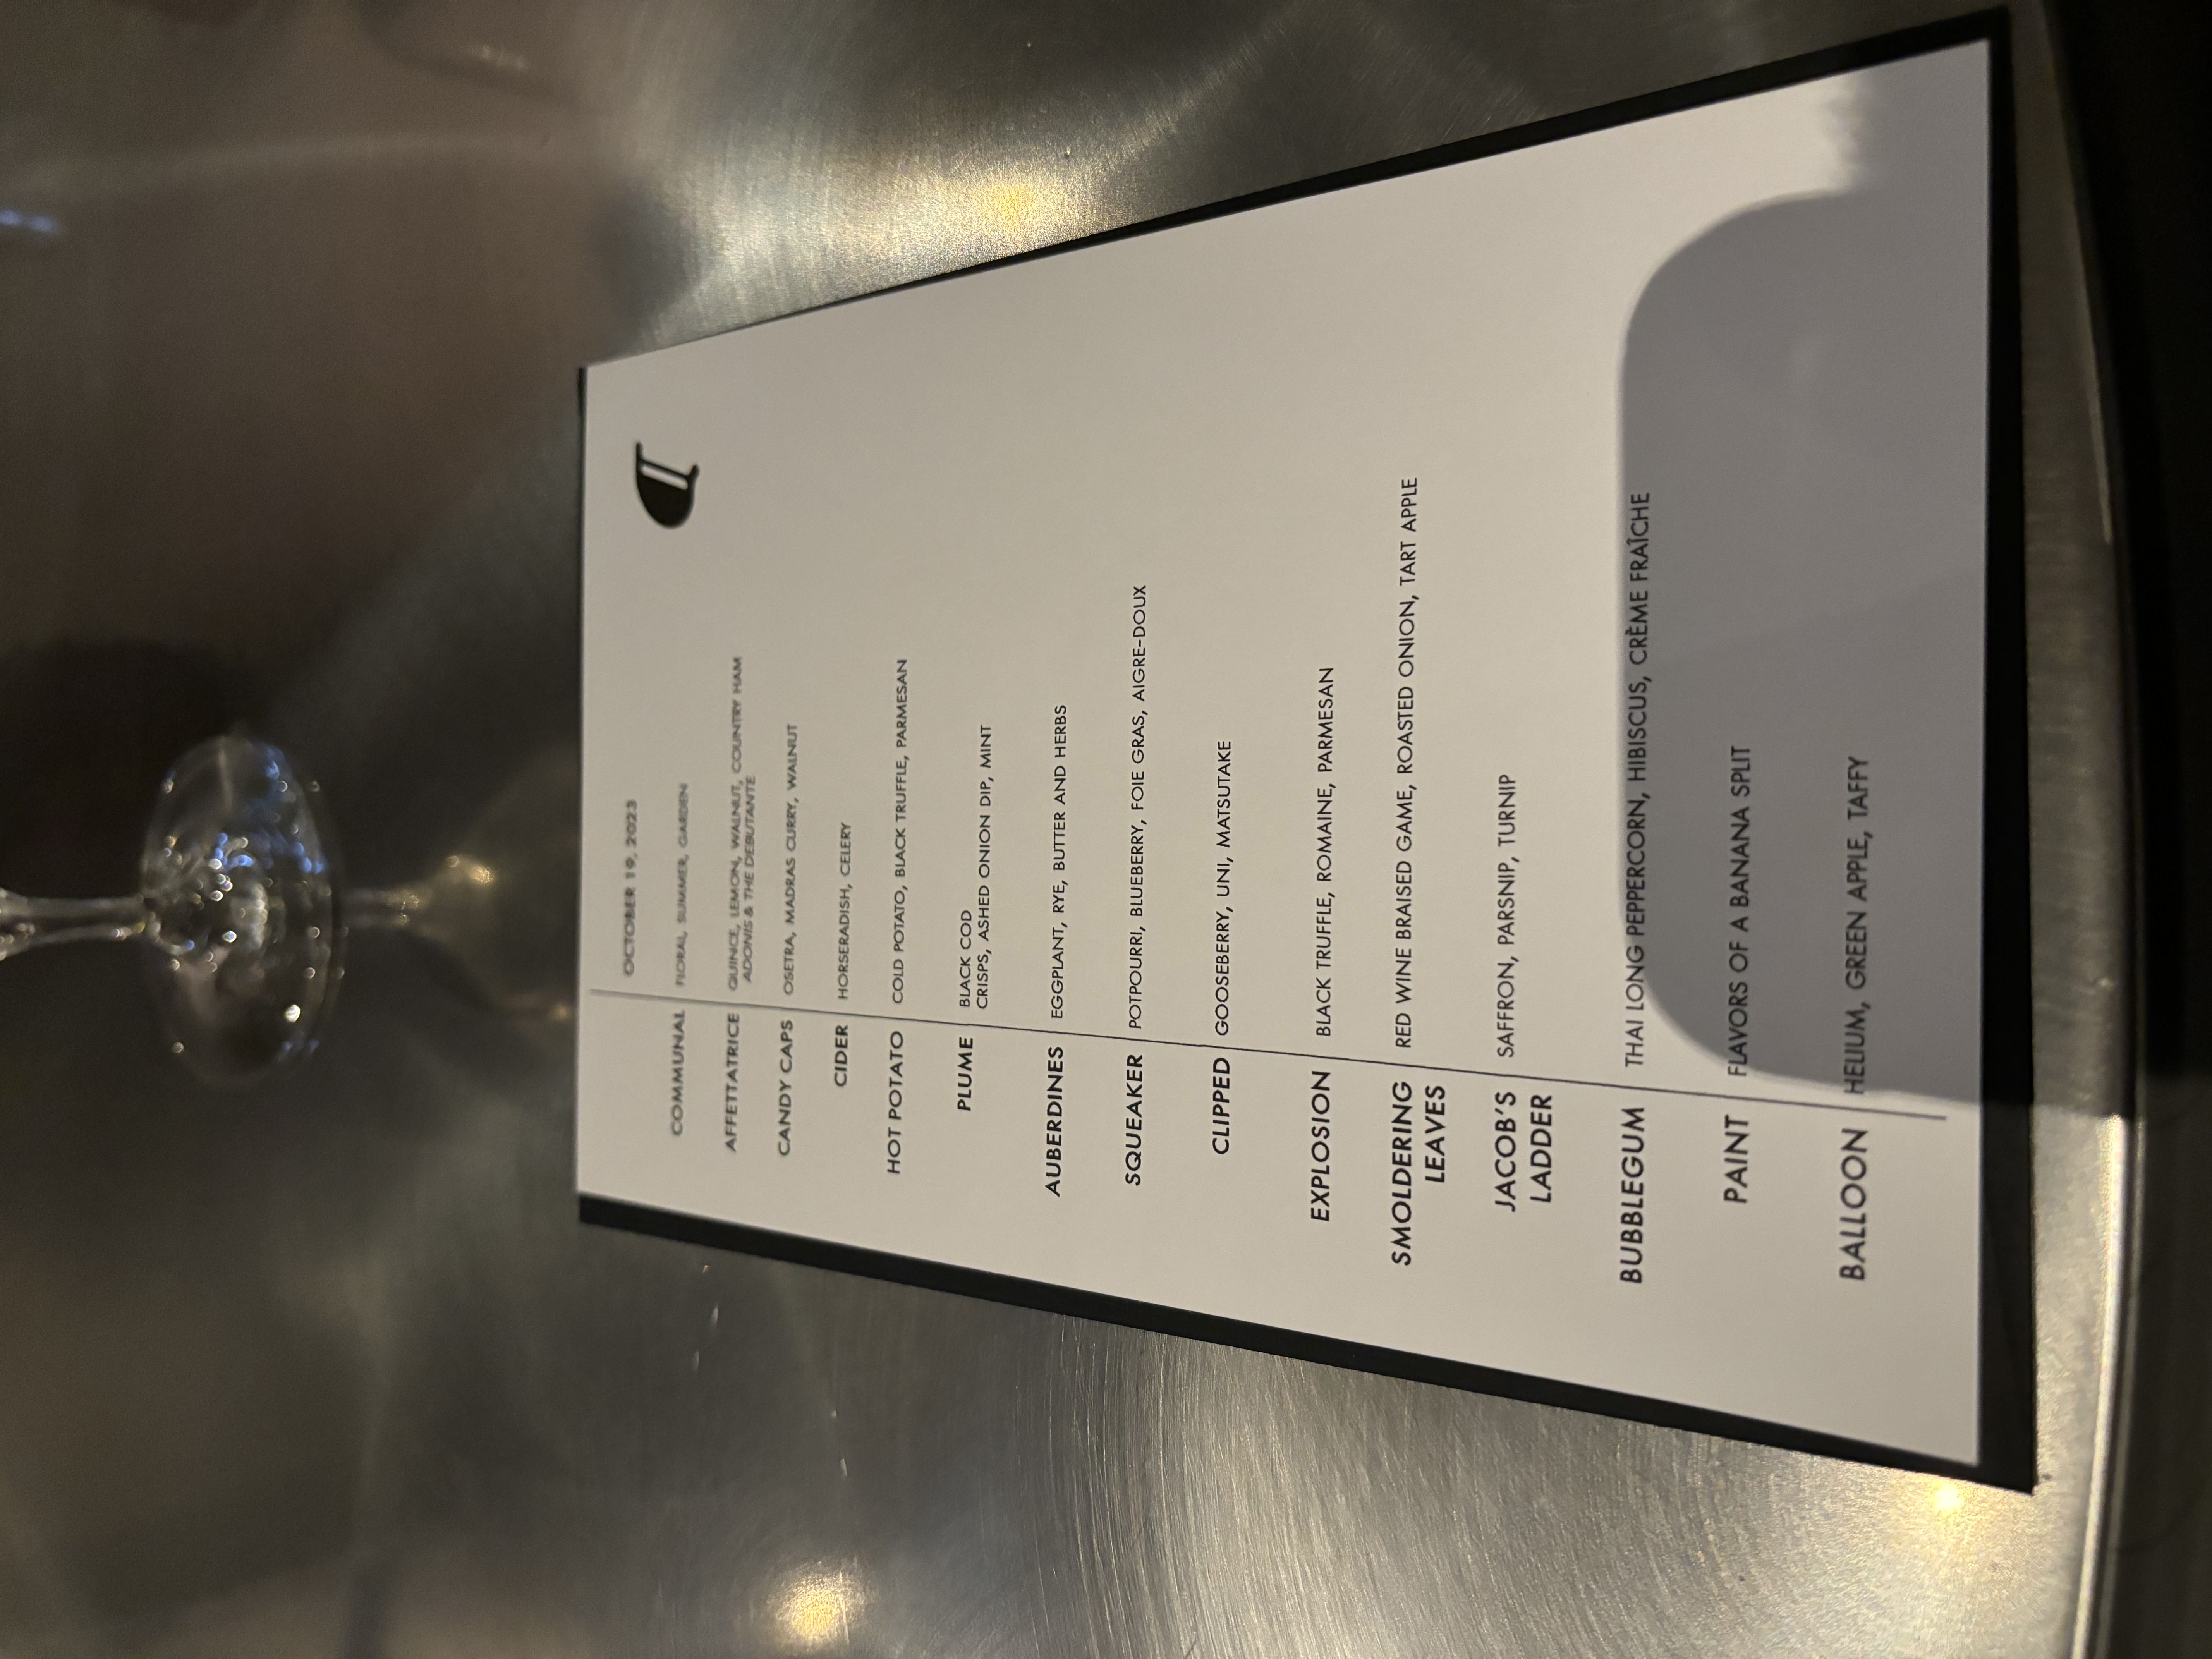 OCTOBER 19, 2023
COMMUNAL FLORAL, SUMMER, GARDEN
AFFETTATRICE QUINCE, LEMON, WALNUT, COUNTRY HAM
ADONIS & THE DEBUTANTE
CANDY CAPS OSETRA, MADRAS CURRY, WALNUT
CIDER HORSERADISH, CELERY
HOT POTATO COLD POTATO, BLACK TRUFFLE, PARMESAN
PLUME BLACK COD
CRISPS, ASHED ONION DIP, MINT
AUBERDINES EGGPLANT, RYE, BUTTER AND HERBS
SQUEAKER POTPOURRI, BLUEBERRY, FOIE GRAS, AIGRE-DOUX
CLIPPED GOOSEBERRY, UNI, MATSUTAKE
EXPLOSION BLACK TRUFFLE, ROMAINE, PARMESAN
SMOLDERING RED WINE BRAISED GAME, ROASTED ONION, TART APPLE
LEAVES
JACOB'S SAFFRON, PARSNIP, TURNIP
LADDER
BUBBLEGUM THAI LONG PEPPERCORN, HIBISCUS, CRÈME FRAÎCHE
PAINT FLAVORS OF A BANANA SPLIT
BALLOON HELIUM, GREEN APPLE, TAFFY